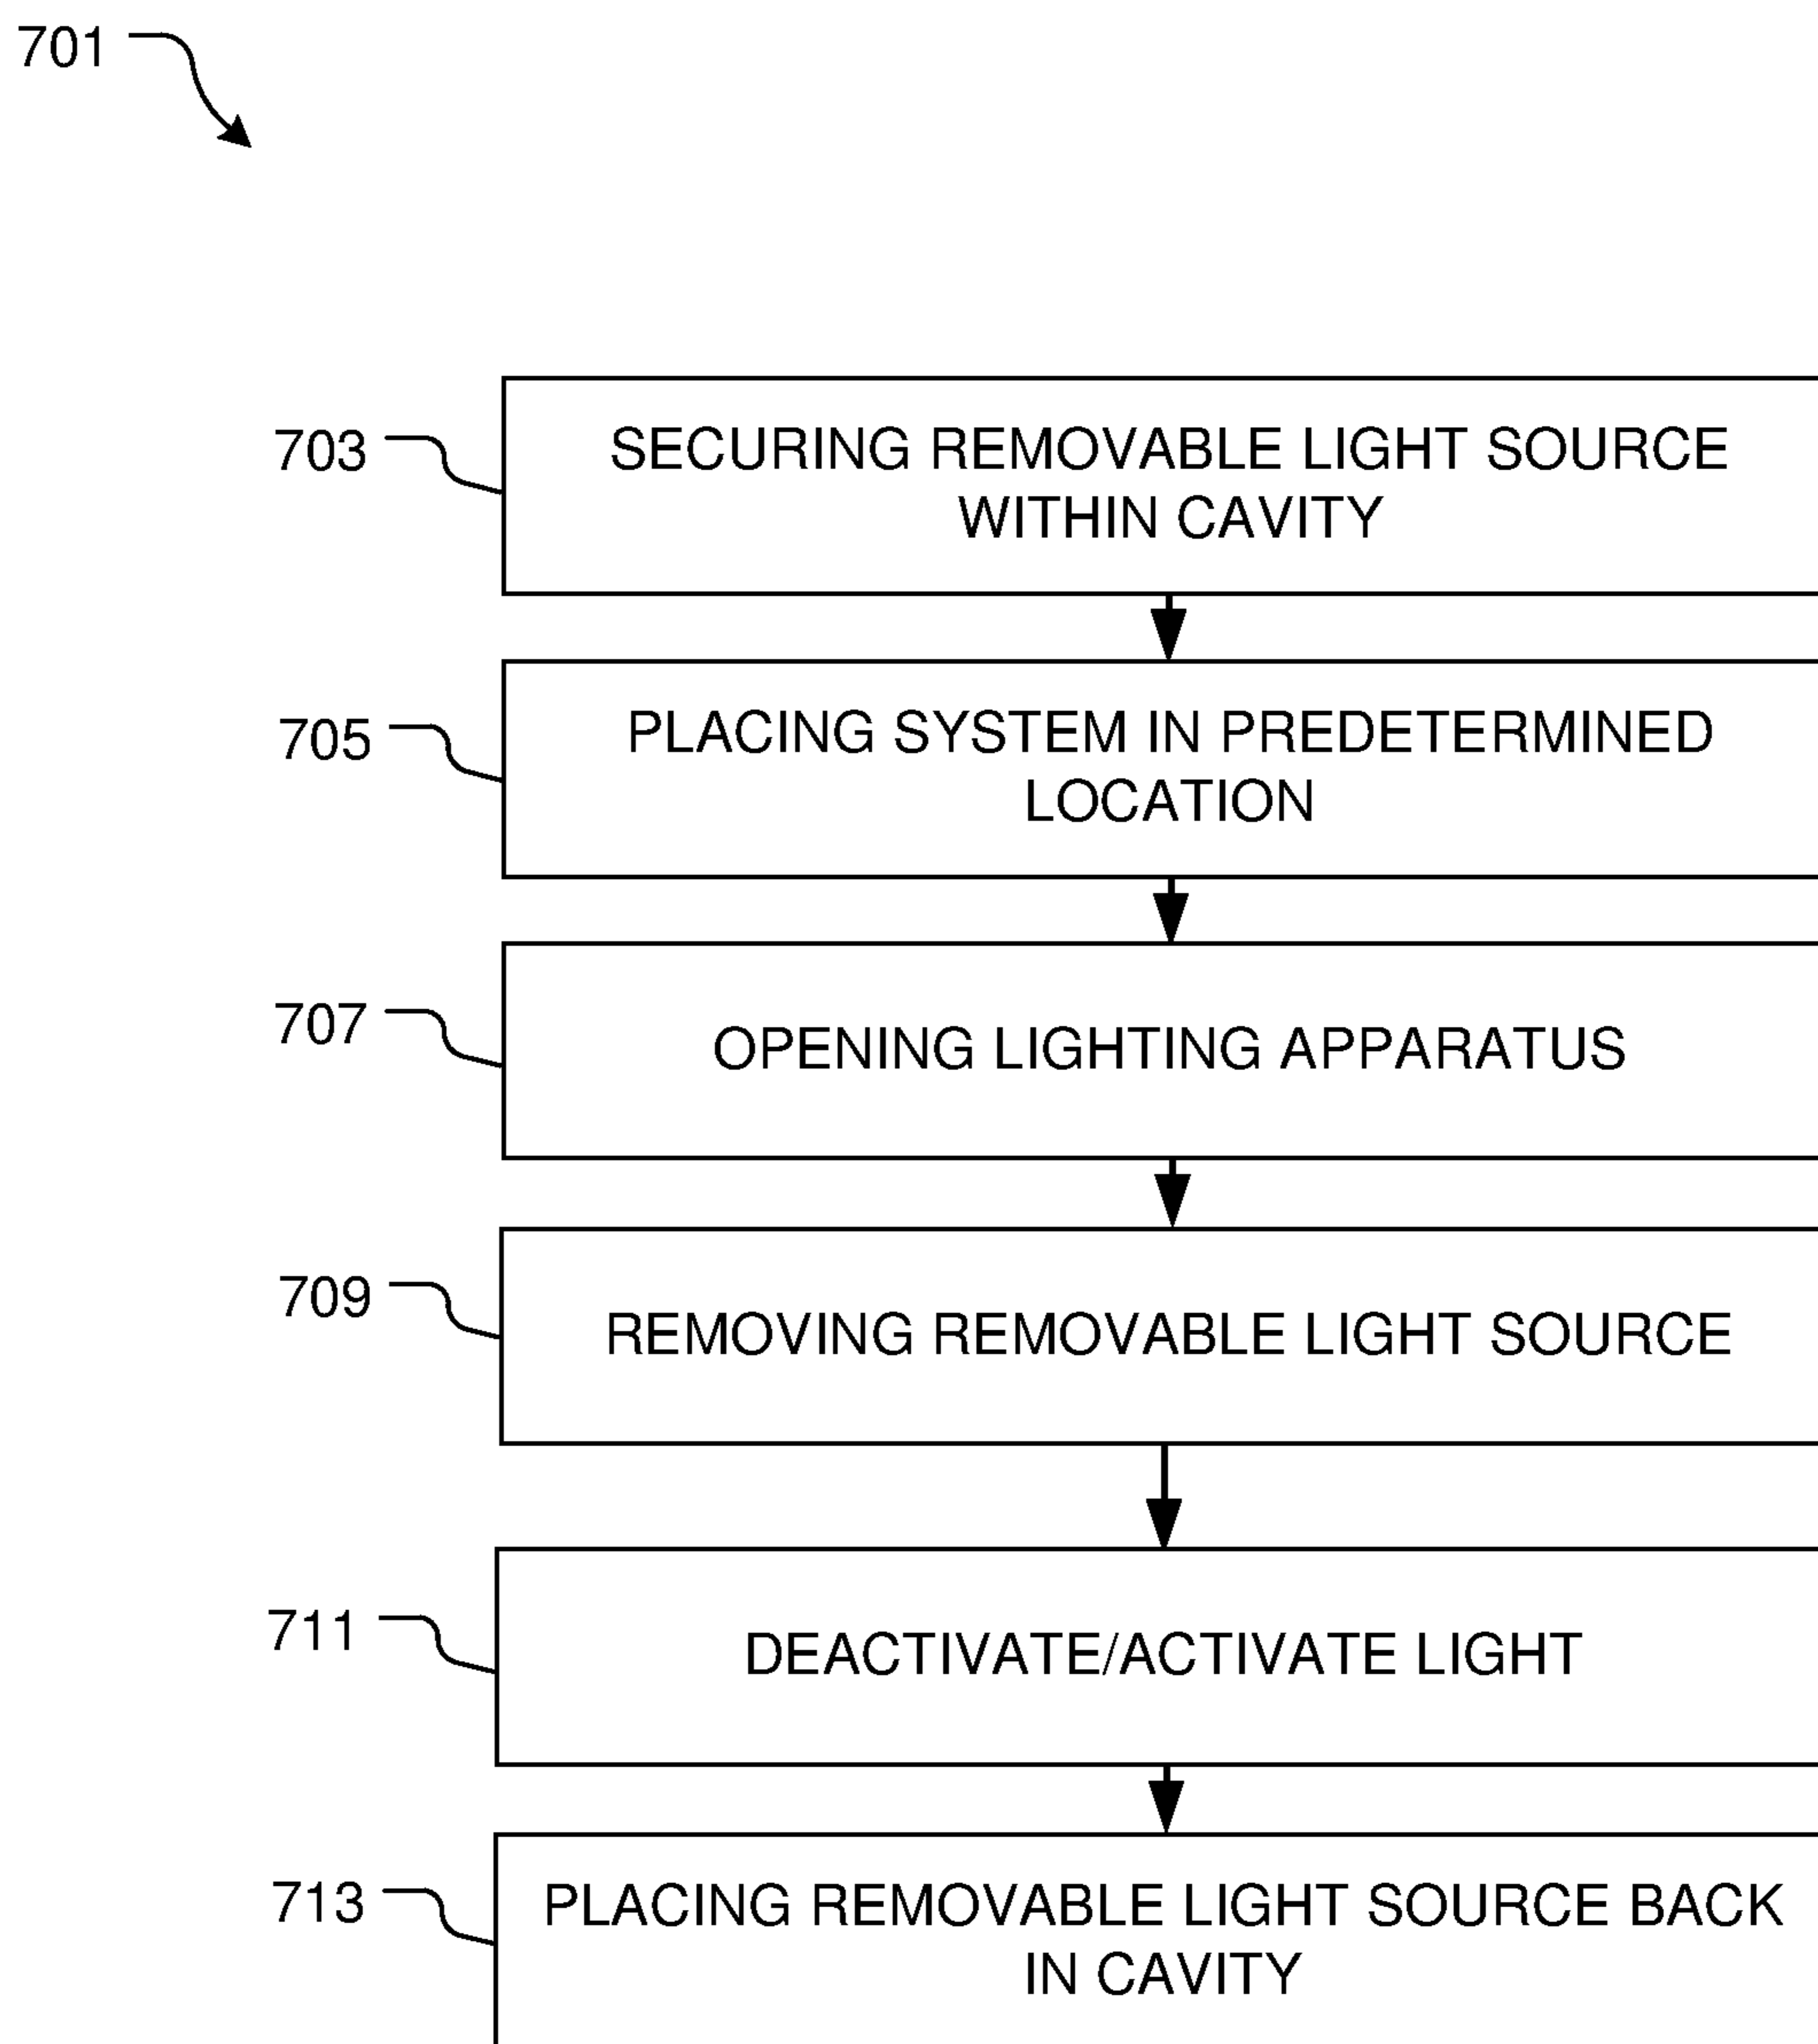 701
703
SECURING REMOVABLE LIGHT SOURCE
WITHIN CAVITY
705
PLACING SYSTEM IN PREDETERMINED
LOCATION
707
OPENING LIGHTING APPARATUS
709
REMOVING REMOVABLE LIGHT SOURCE
711
DEACTIVATE/ACTIVATE LIGHT
713
PLACING REMOVABLE LIGHT SOURCE BACK
IN CAVITY